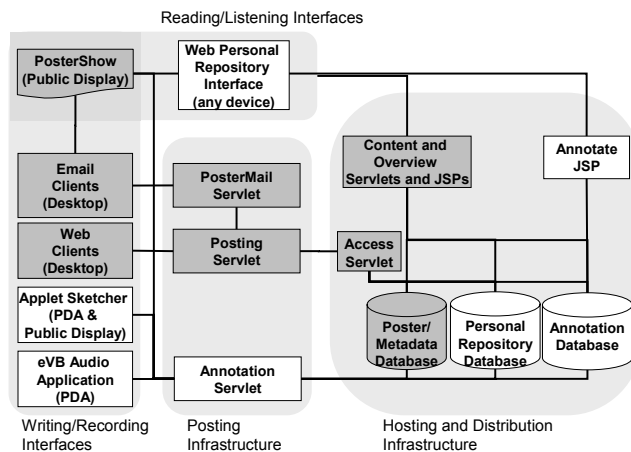 Reading/Listening Interfaces
PosterShow
(Public Display)
Web Personal
Repository
Interface
(any device)
Content and
Overview
Servlets and JSPs
Annotate
JSP
Email
Clients
(Desktop)
PosterMail
Servlet
Web
Clients
(Desktop)
Posting
Servlet
Access
Servlet
Applet Sketcher
(PDA &
Public Display)
Poster/
Metadata
Database
Personal
Repository
Database
Annotation
Database
eVB Audio
Application
(PDA)
Annotation
Servlet
Writing/Recording
Interfaces
Posting
Infrastructure
Hosting and Distribution
Infrastructure